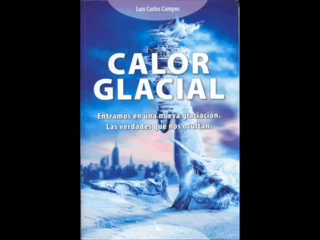 Luis Carlos Campos
CALOR
GLACIAL
Entramos en una nueva glaciación.
Las verdades que nos ocultan.